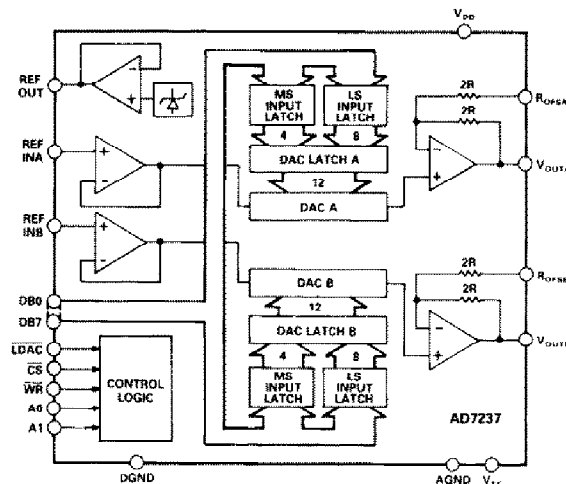 VDD
REF
OUT
2R
ROFSA
MS
INPUT
LATCH
LS
INPUT
LATCH
2R
REF
INA
4
8
DAC LATCH A
12
DAC A
VOUTA
REF
INB
DAC B
2R
ROFSB
2R
DB0
12
DB7
DAC LATCH B
VOUTB
LDAC
CS
WR
A0
A1
CONTROL
LOGIC
4
8
MS
INPUT
LATCH
LS
INPUT
LATCH
AD7237
DGND
AGND